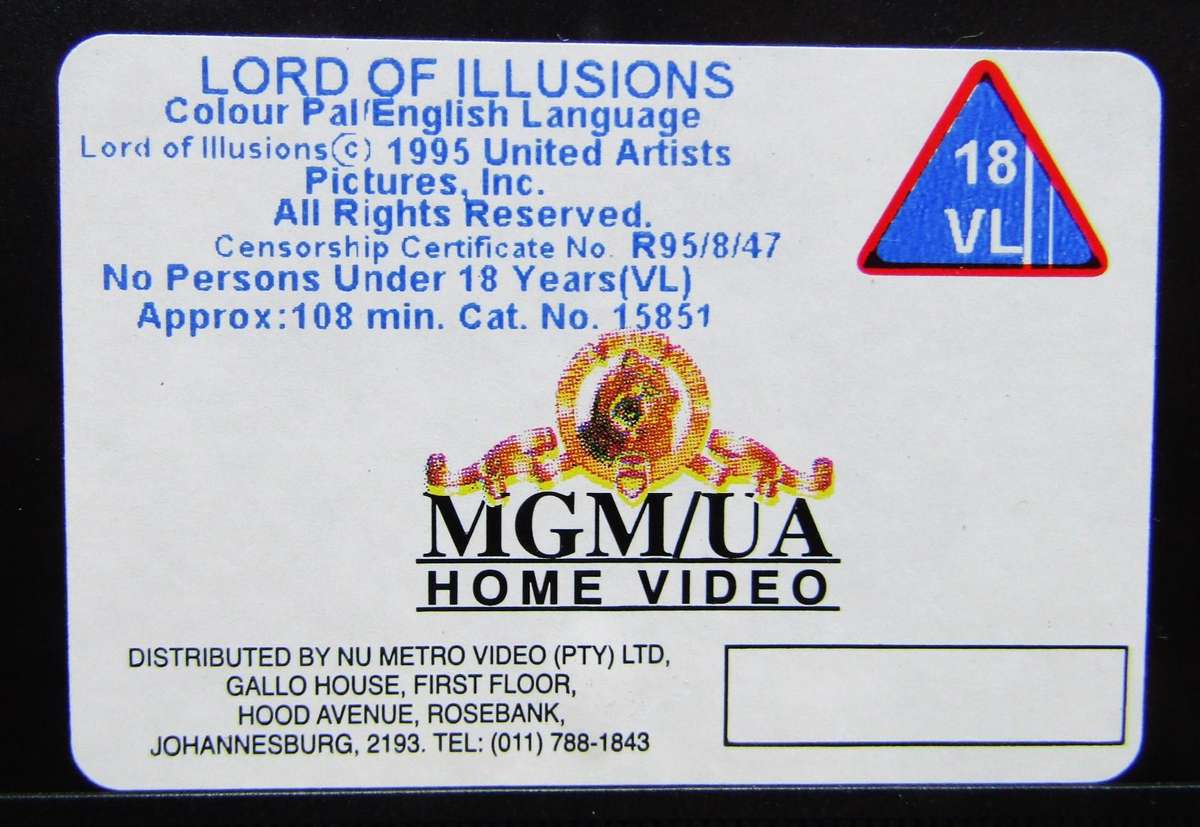 LORD OF ILLUSIONS
Colour Pal/English Language
Lord of Illusions(c) 1995 United Artists
Pictures, Inc.
All Rights Reserved.
Censorship Certificate No. R95/8/47
No Persons Under 18 Years(VL)
Approx:108 min. Cat. No. 15851
18
VL
MGM/UA
HOME VIDEO
DISTRIBUTED BY NU METRO VIDEO (PTY) LTD,
GALLO HOUSE, FIRST FLOOR,
HOOD AVENUE, ROSEBANK,
JOHANNESBURG, 2193. TEL: (011) 788-1843